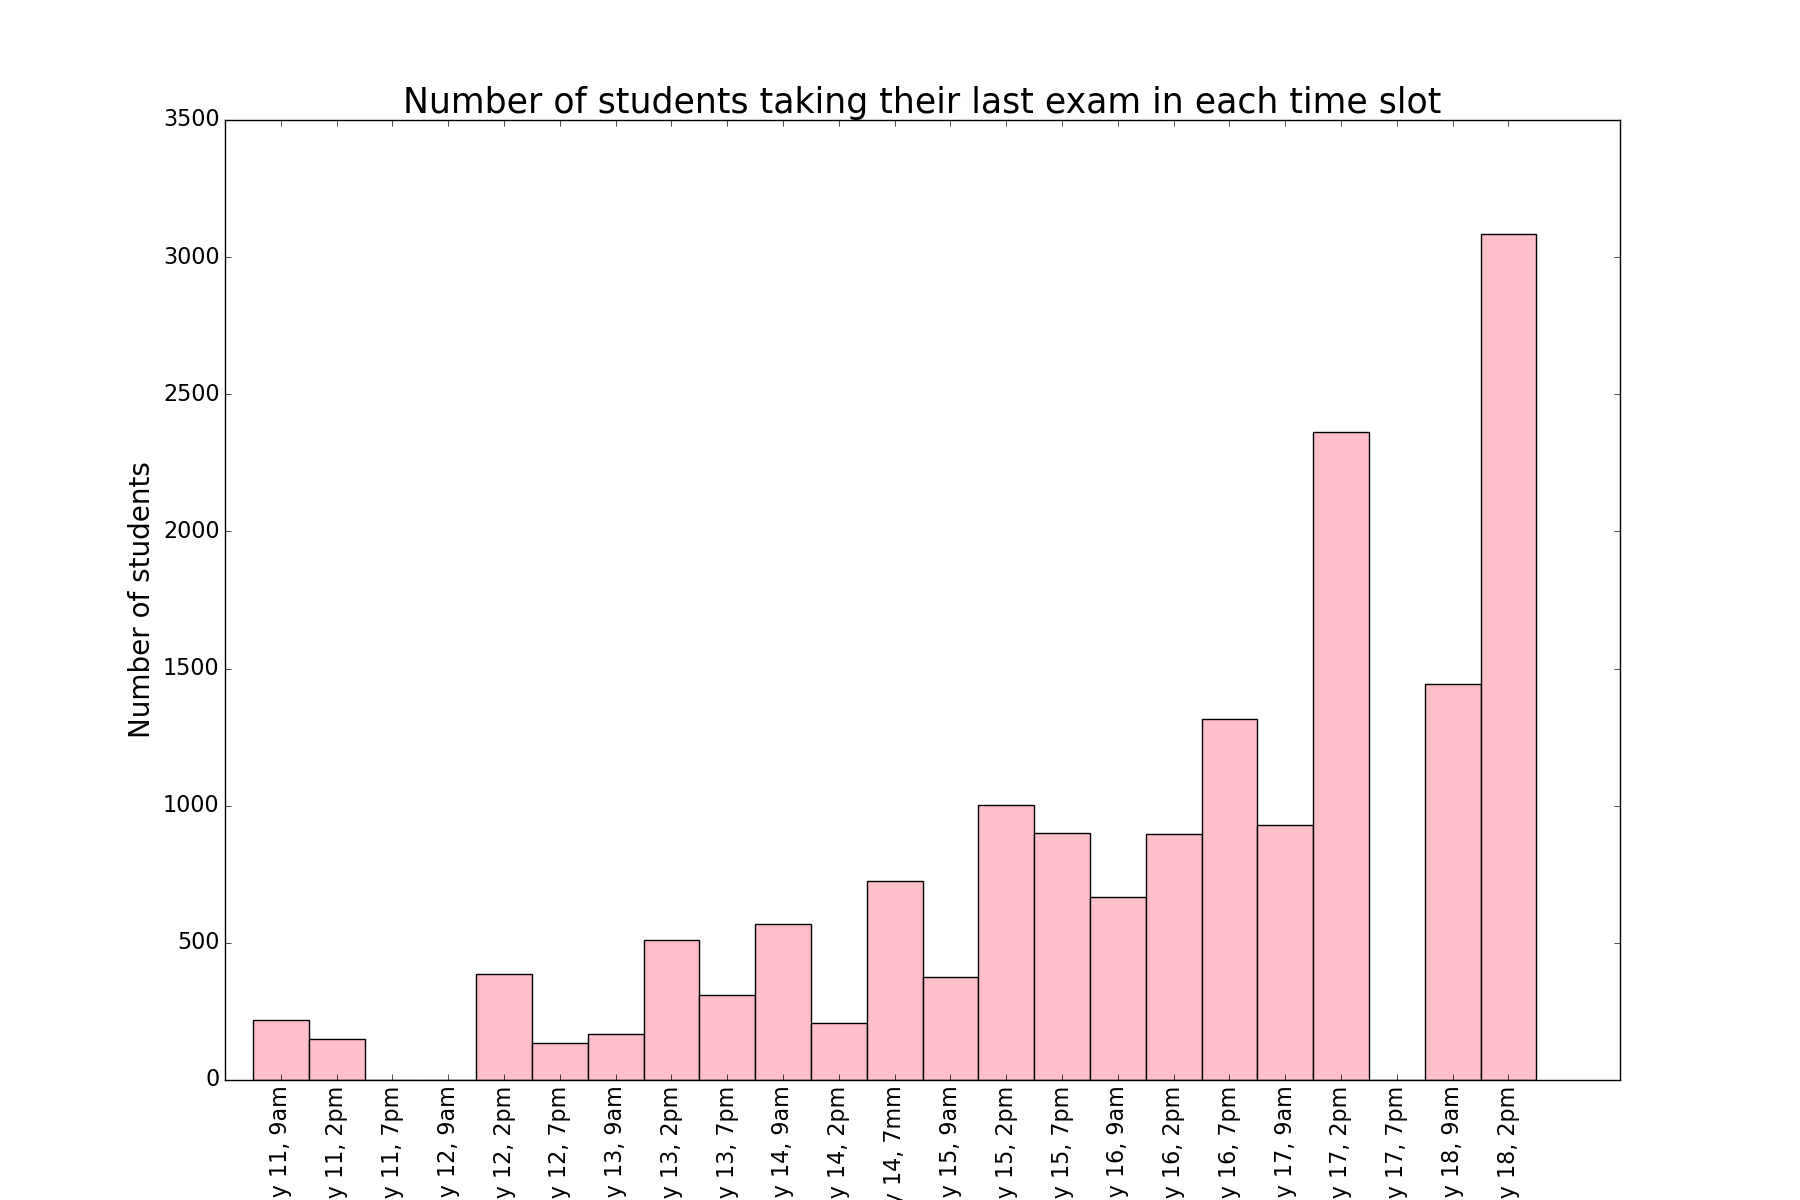 Number of students taking their last exam in each time slot
3500
3000
2500
2000
1500
1000
500
0
Number of students
y 11, 9am
y 11, 2pm
y 11, 7pm
y 12, 9am
y 12, 2pm
y 12, 7pm
y 13, 9am
y 13, 2pm
y 13, 7pm
y 14, 9am
y 14, 2pm
y 14, 7mm
y 15, 9am
y 15, 2pm
y 15, 7pm
y 16, 9am
y 16, 2pm
y 16, 7pm
y 17, 9am
y 17, 2pm
y 17, 7pm
y 18, 9am
y 18, 2pm